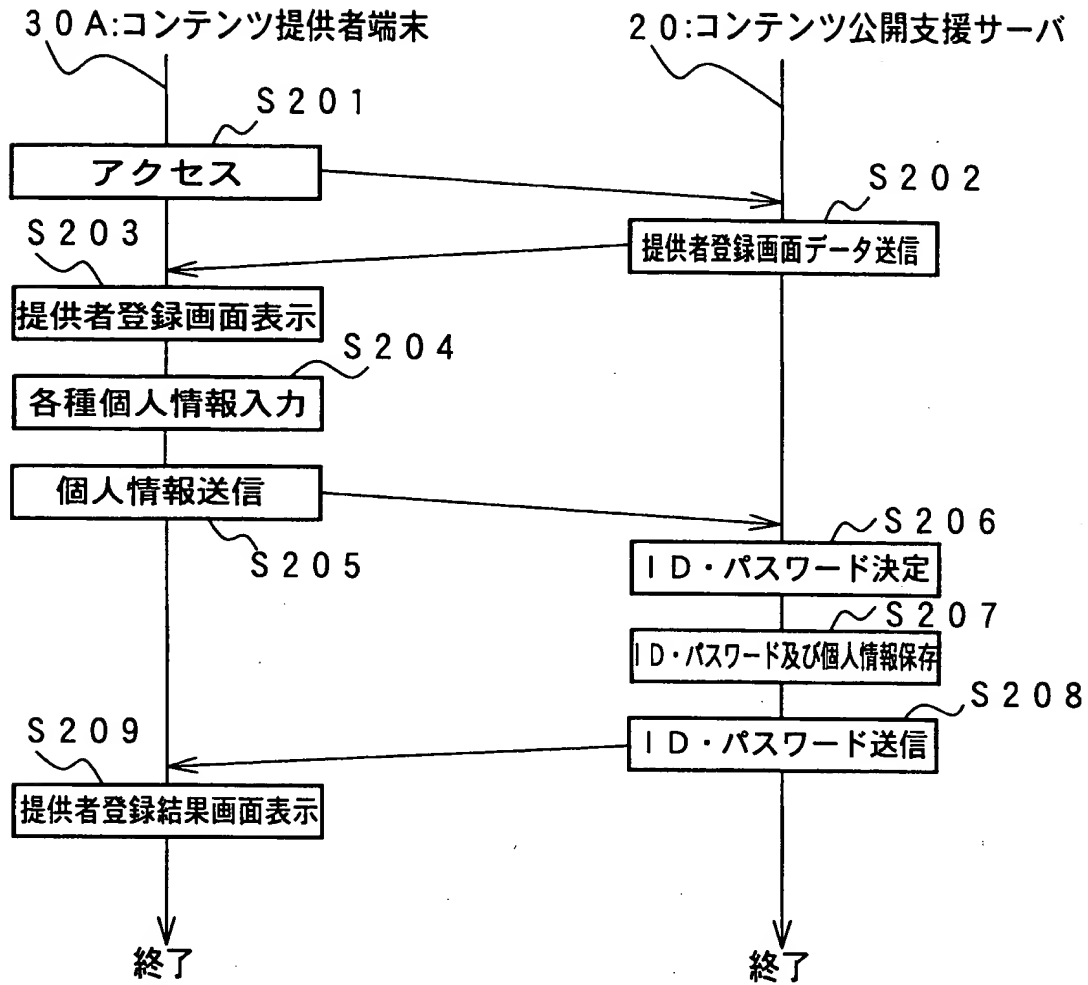 30A:コンテンツ提供者端末
20:コンテンツ公開支援サーバ
S201
アクセス
S202
提供者登録画面データ送信
S203
提供者登録画面表示
S204
各種個人情報入力
個人情報送信
S205
S206
ID・パスワード決定
S207
ID・パスワード及び個人情報保存
S208
ID・パスワード送信
S209
提供者登録結果画面表示
終了
終了